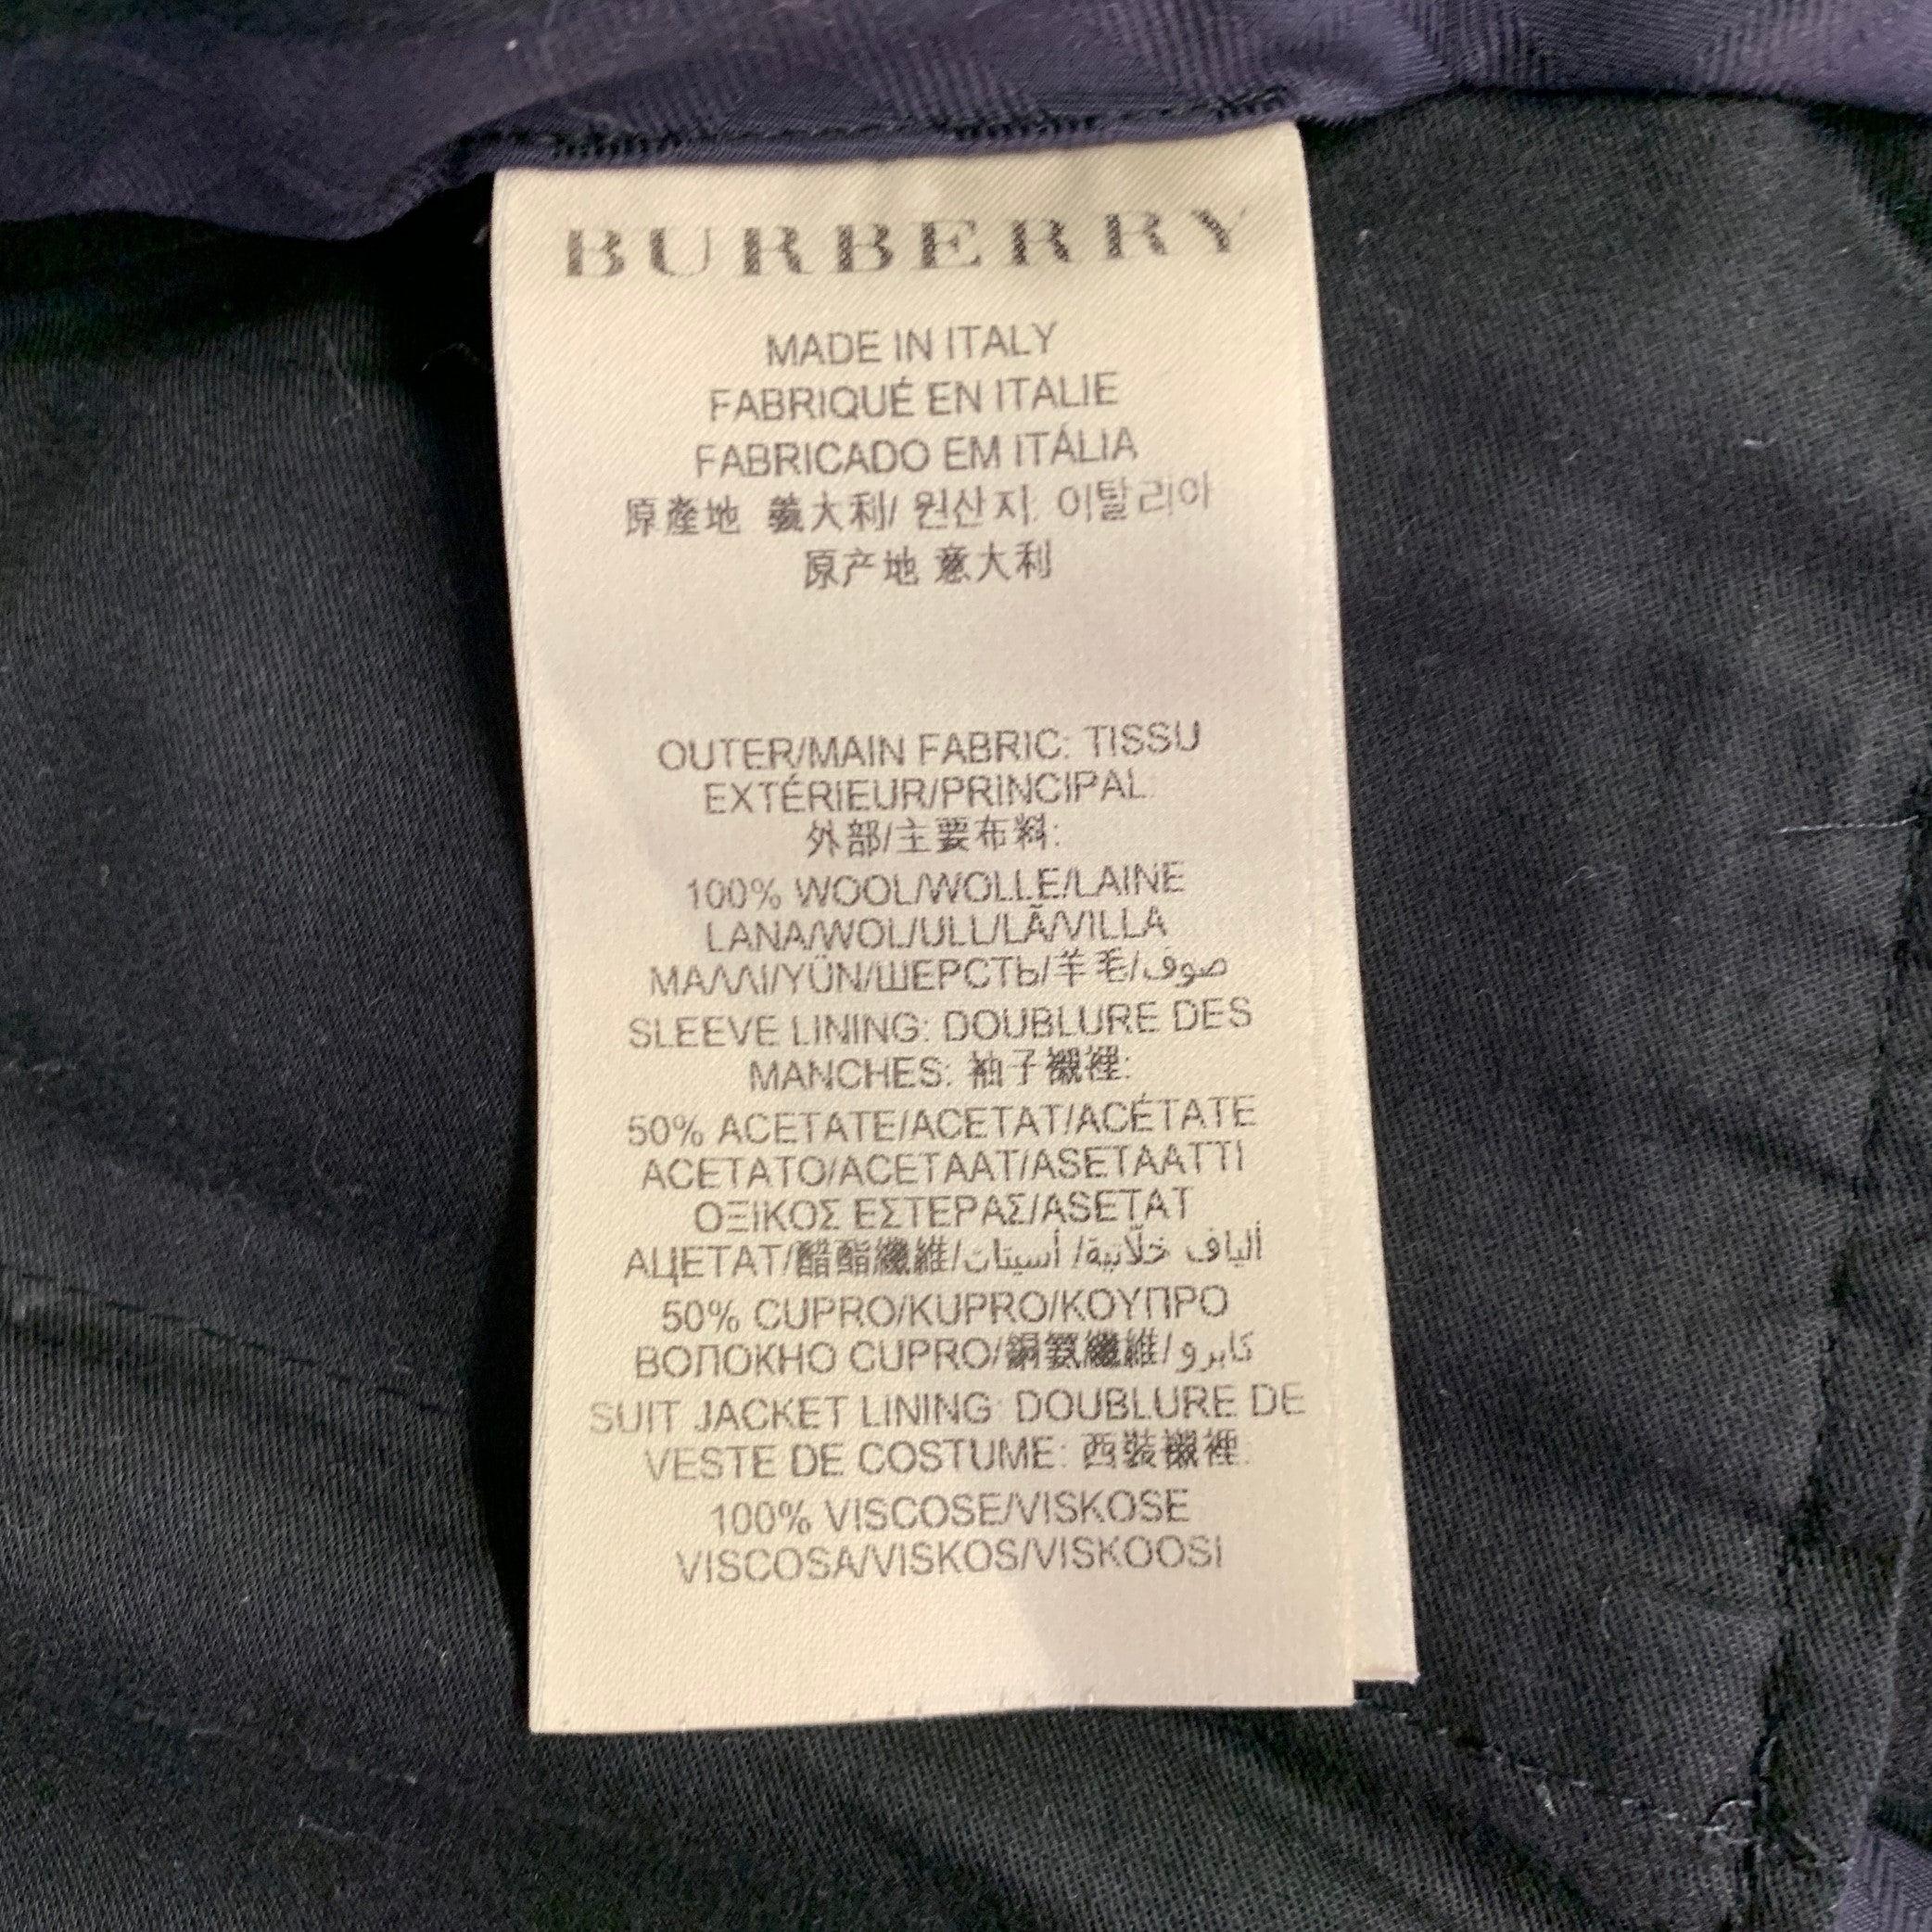 BURBERRY
MADE IN ITALY
FABRIQUÉ EN ITALIE
FABRICADO EM ITÁLIA
原產地 義大利/ 원산지: 이탈리아
原产地 意大利
OUTER/MAIN FABRIC: TISSU
EXTÉRIEUR/PRINCIPAL:
外部/主要布料:
100% WOOL/WOLLE/LAINE
LANA/WOL/ULL/LÃ/VILLA
ΜΑΛΛΙ/YÜN/ШЕРСТЬ/羊毛/صوف
SLEEVE LINING: DOUBLURE DES
MANCHES: 袖子襯裡:
50% ACETATE/ACETAT/ACÉTATE
ACETATO/ACETAAT/ASETAATTI
ΟΞΙΚΟΣ ΕΣΤΕΡΑΣ/ASETAT
АЦЕТАТ/醋酯纖維/ألياف خلّابية/ أسيتات
50% CUPRO/KUPRO/ΚΟΥΠΡΟ
ВОЛОКНО CUPRO/銅氨纖維/كابرو
SUIT JACKET LINING: DOUBLURE DE
VESTE DE COSTUME: 西裝襯裡:
100% VISCOSE/VISKOSE
VISCOSA/VISKOS/VISKOOSI